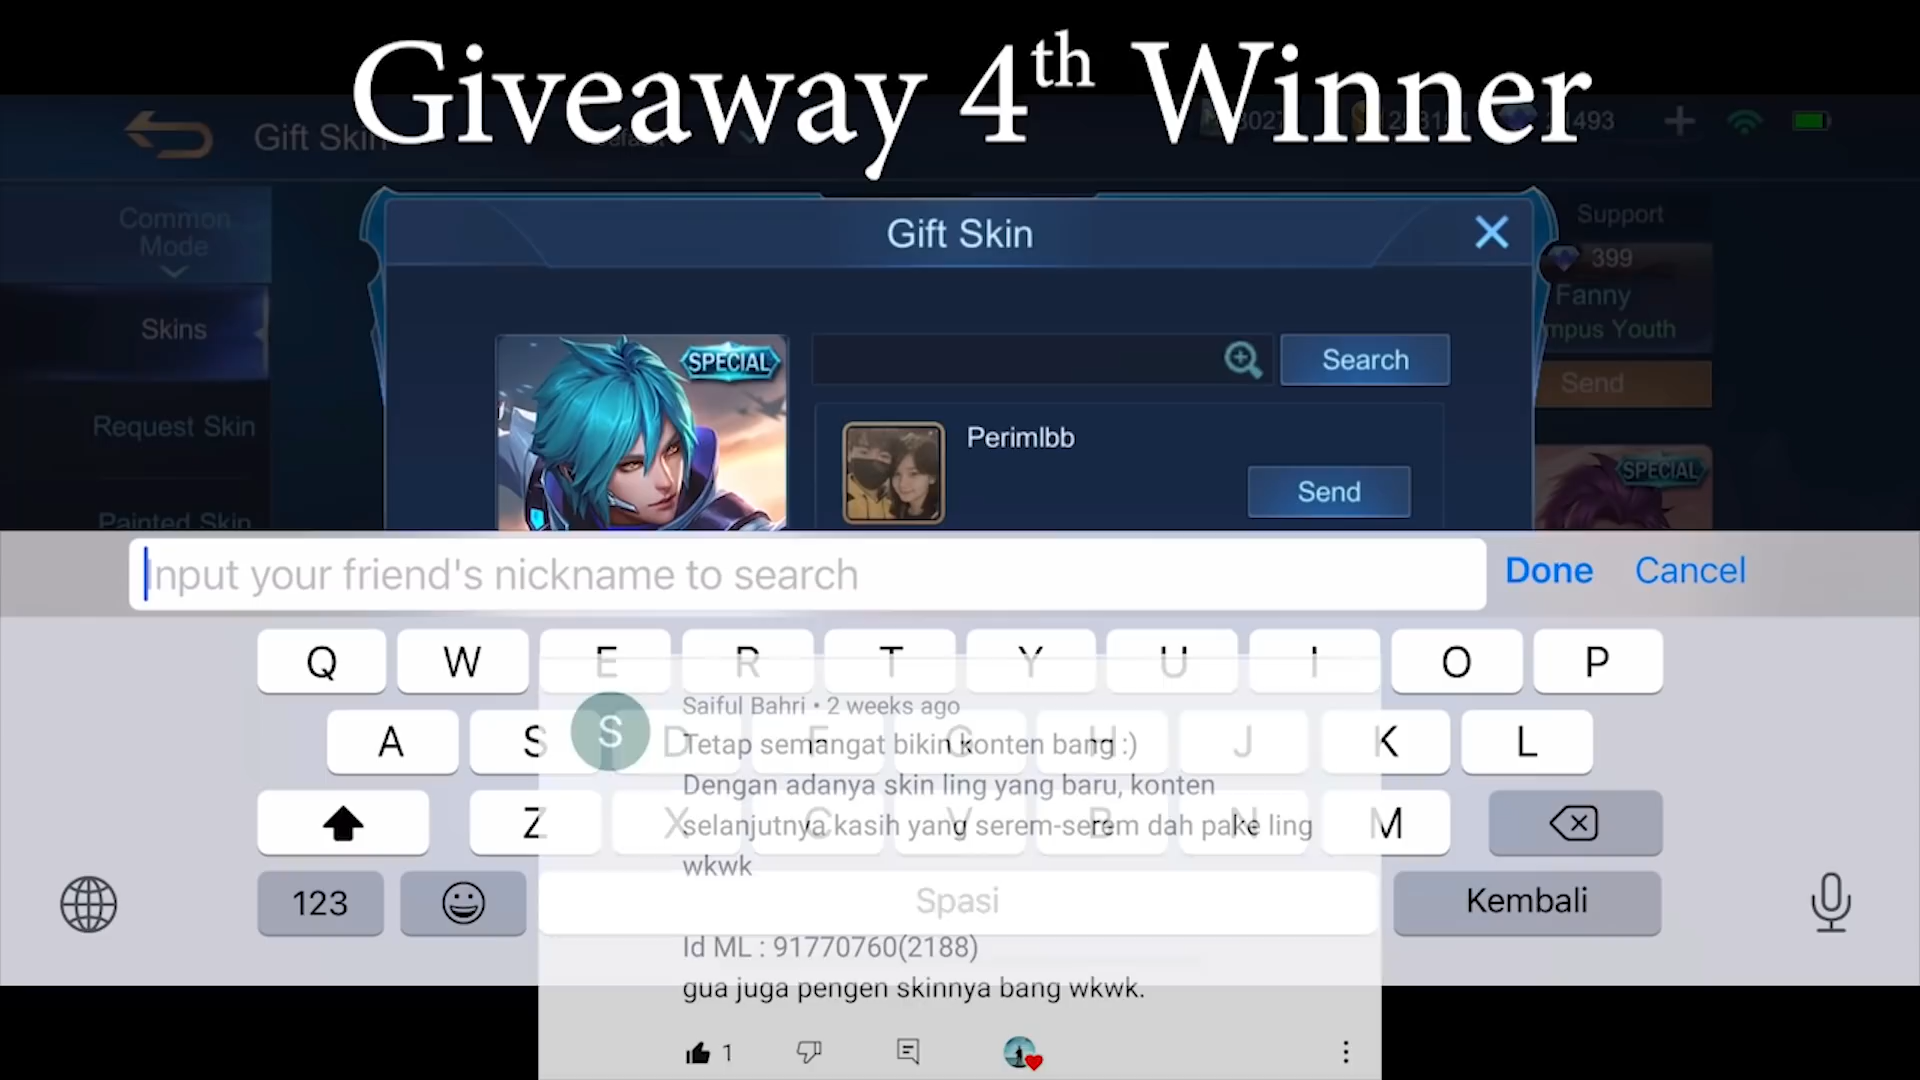 Giveaway 4th Winner
Gift Skin
1493
Common
Mode
Skins
Request Skin
Painted Skin
Gift Skin
SPECIAL
Search
Perimlbb
Send
Support
399
Fanny
mpus Youth
Send
SPECIAL
Input your friend's nickname to search
Done
Cancel
Q W E R T Y U I O P
A S D F G H J K L
Z X C V B N M
123
Spasi
Kembali
S
Saiful Bahri • 2 weeks ago
Tetap semangat bikin konten bang :)
Dengan adanya skin ling yang baru, konten
selanjutnya kasih yang serem-serem dah pake ling
wkwk
Id ML : 91770760(2188)
gua juga pengen skinnya bang wkwk.
1